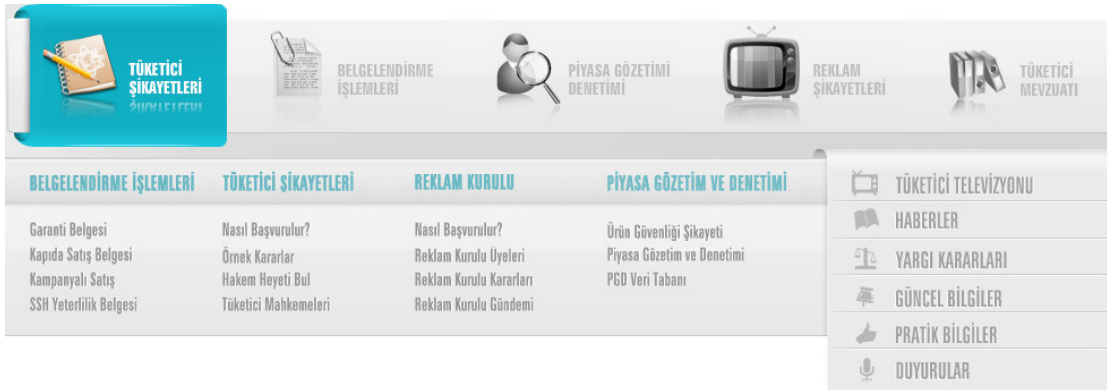 TÜKETİCİ
ŞİKAYETLERİ
BELGELENDİRME
İŞLEMLERİ
PİYASA GÖZETİMİ
DENETİMİ
REKLAM
ŞİKAYETLERİ
TÜKETİCİ
MEVZUATI
BELGELENDİRME İŞLEMLERİ
Garanti Belgesi
Kapıda Satış Belgesi
Kampanyalı Satış
SSH Yeterlilik Belgesi
TÜKETİCİ ŞİKAYETLERİ
Nasıl Başvurulur?
Örnek Kararlar
Hakem Heyeti Bul
Tüketici Mahkemeleri
REKLAM KURULU
Nasıl Başvurulur?
Reklam Kurulu Üyeleri
Reklam Kurulu Kararları
Reklam Kurulu Gündemi
PİYASA GÖZETİM VE DENETİMİ
Ürün Güvenliği Şikayeti
Piyasa Gözetim ve Denetimi
PGD Veri Tabanı
TÜKETİCİ TELEVİZYONU
HABERLER
YARGI KARARLARI
GÜNCEL BİLGİLER
PRATİK BİLGİLER
DUYURULAR